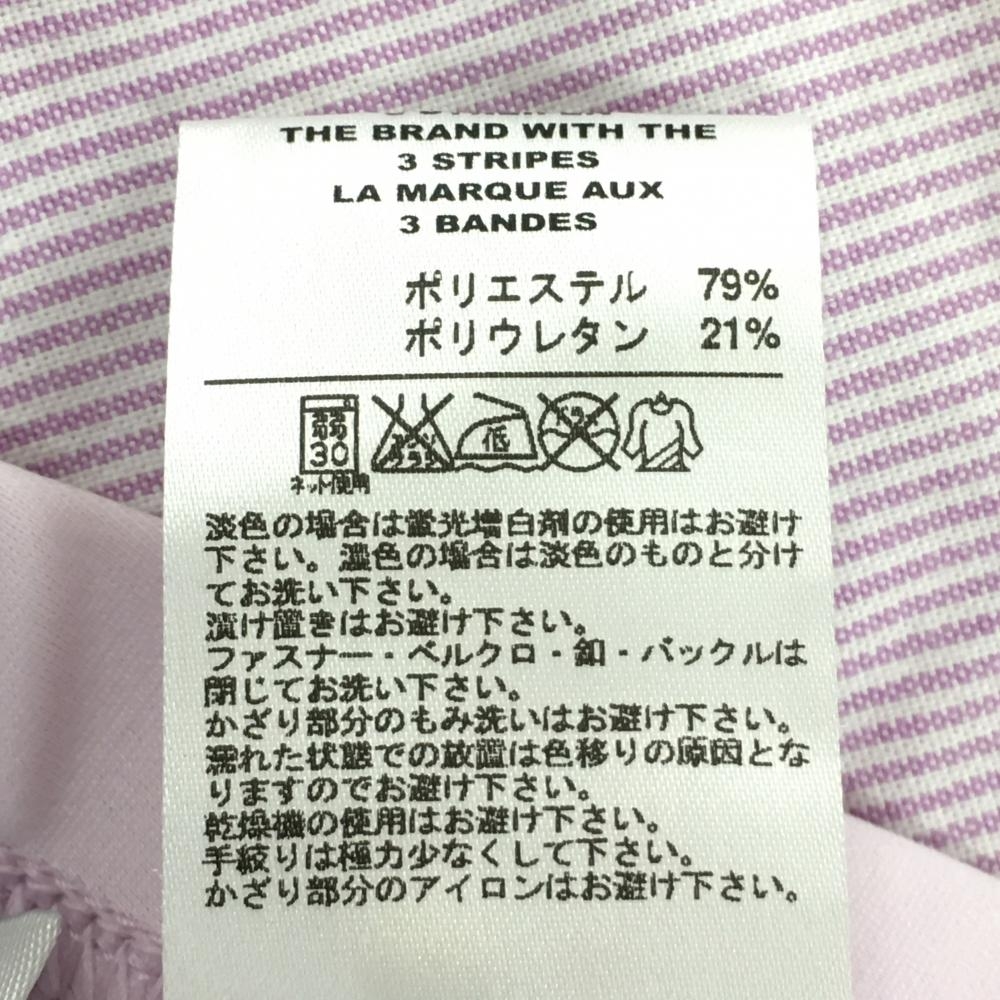 THE BRAND WITH THE
3 STRIPES
LA MARQUE AUX
3 BANDES
ポリエステル 79%
ポリウレタン 21%
弱 30 低
ネット使用
淡色の場合は蛍光増白剤の使用はお避け
下さい。濃色の場合は淡色のものと分け
てお洗い下さい。
漬け置きはお避け下さい。
ファスナー・ベルクロ・釦・バックルは
閉じてお洗い下さい。
かざり部分のもみ洗いはお避け下さい。
濡れた状態での放置は色移りの原因とな
りますのでお避け下さい。
乾燥機の使用はお避け下さい。
手絞りは極力少なくして下さい。
かざり部分のアイロンはお避け下さい。